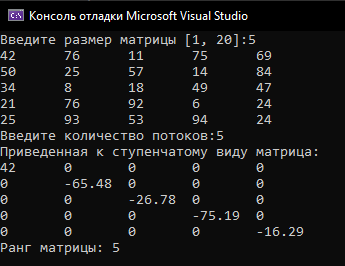 Консоль отладки Microsoft Visual Studio
Введите размер матрицы [1, 20]:5
42 76 11 75 69
50 25 57 14 84
34 8 18 49 47
21 76 92 6 24
25 93 53 94 24
Введите количество потоков:5
Приведенная к ступенчатому виду матрица:
42 0 0 0 0
0 -65.48 0 0 0
0 0 -26.78 0 0
0 0 0 -75.19 0
0 0 0 0 -16.29
Ранг матрицы: 5